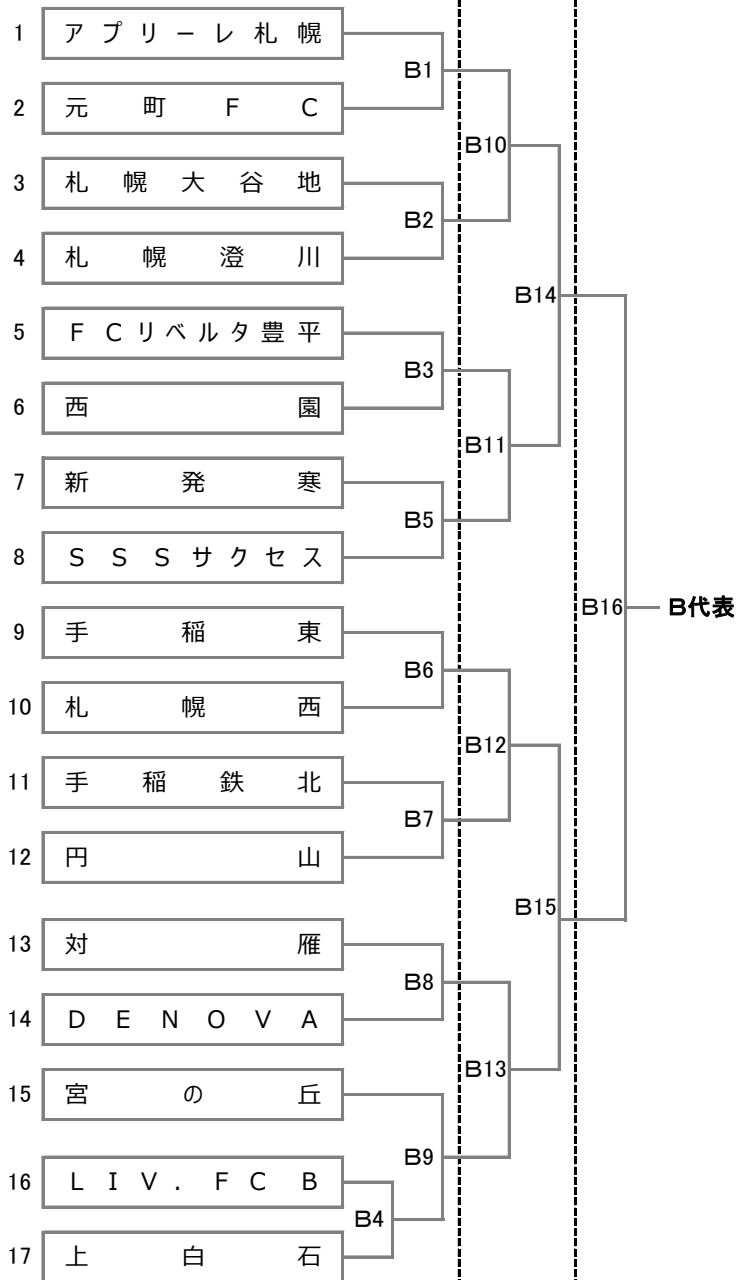 1 アプリーレ札幌
B1
2 元町FC
B10
3 札幌大谷地
B2
4 札幌澄川
B14
5 FCリベルタ豊平
B3
6 西園
B11
7 新発寒
B5
8 SSSサクセス
B16 B代表
9 手稲東
B6
10 札幌西
B12
11 手稲鉄北
B7
12 円山
B15
13 対雁
B8
14 DENOVA
B13
15 宮の丘
B9
16 LIV.FCB
B4
17 上白石